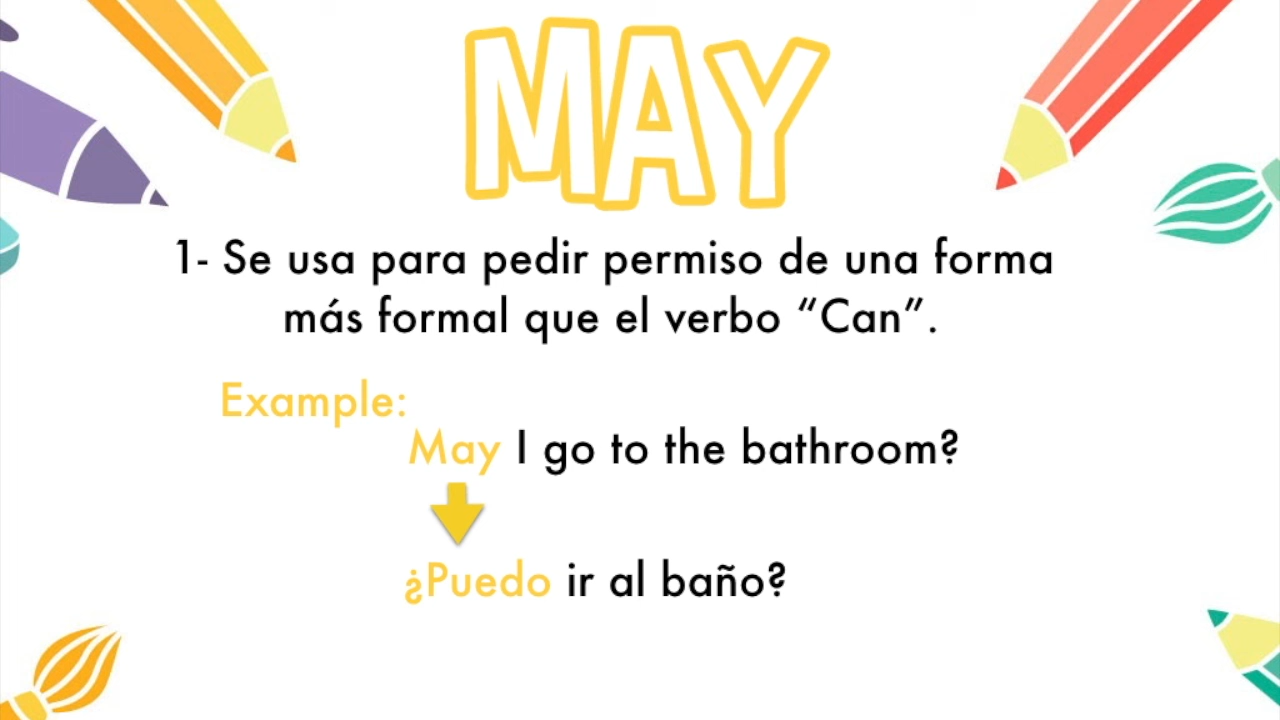 MAY
1- Se usa para pedir permiso de una forma
más formal que el verbo “Can”.
Example:
May I go to the bathroom?
¿Puedo ir al baño?